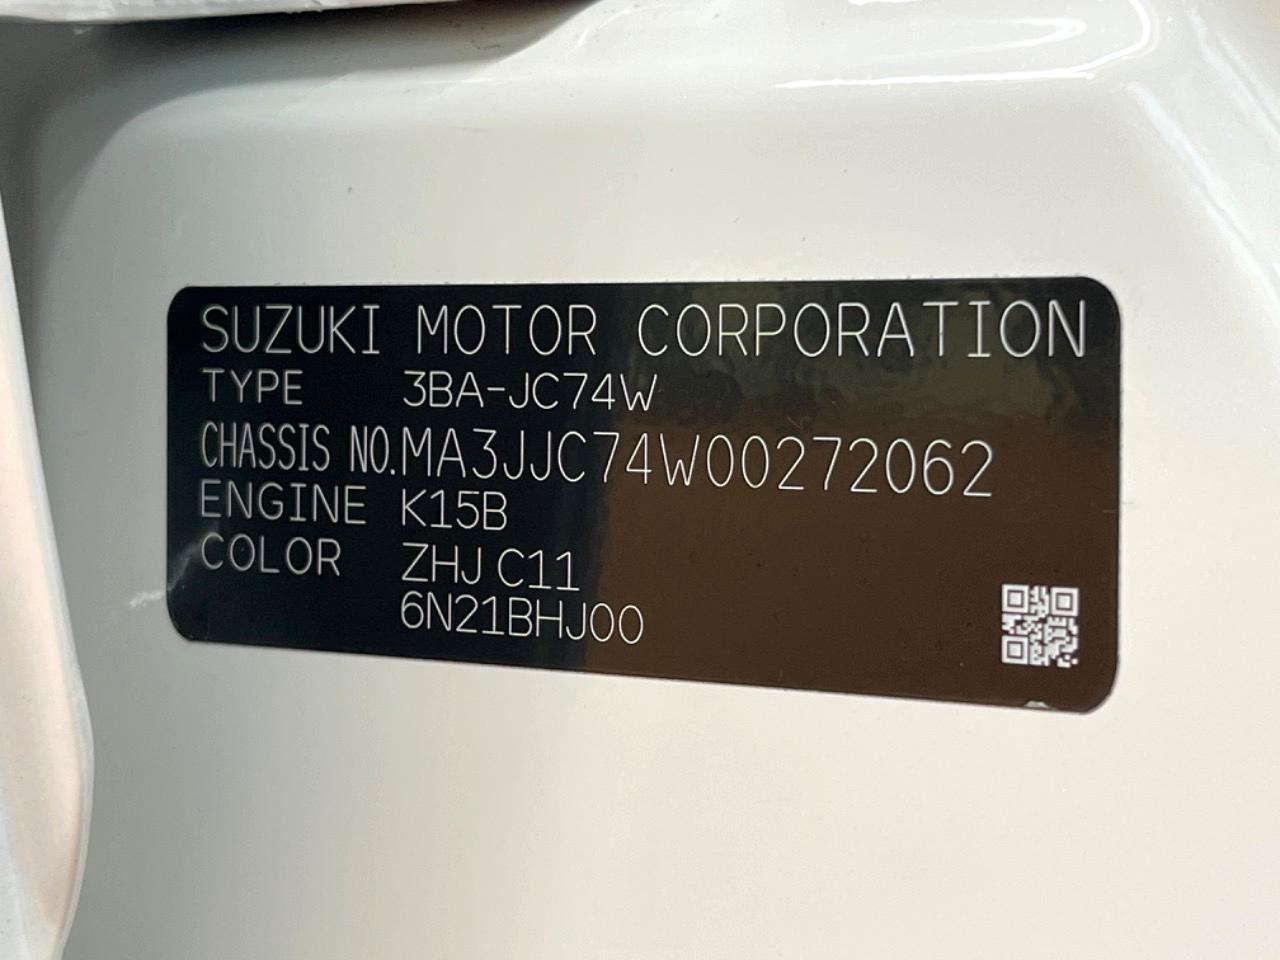 SUZUKI MOTOR CORPORATION
TYPE 3BA-JC74W
CHASSIS NO. MA3JJC74W00272062
ENGINE K15B
COLOR ZHJ C11
6N21BHJ00